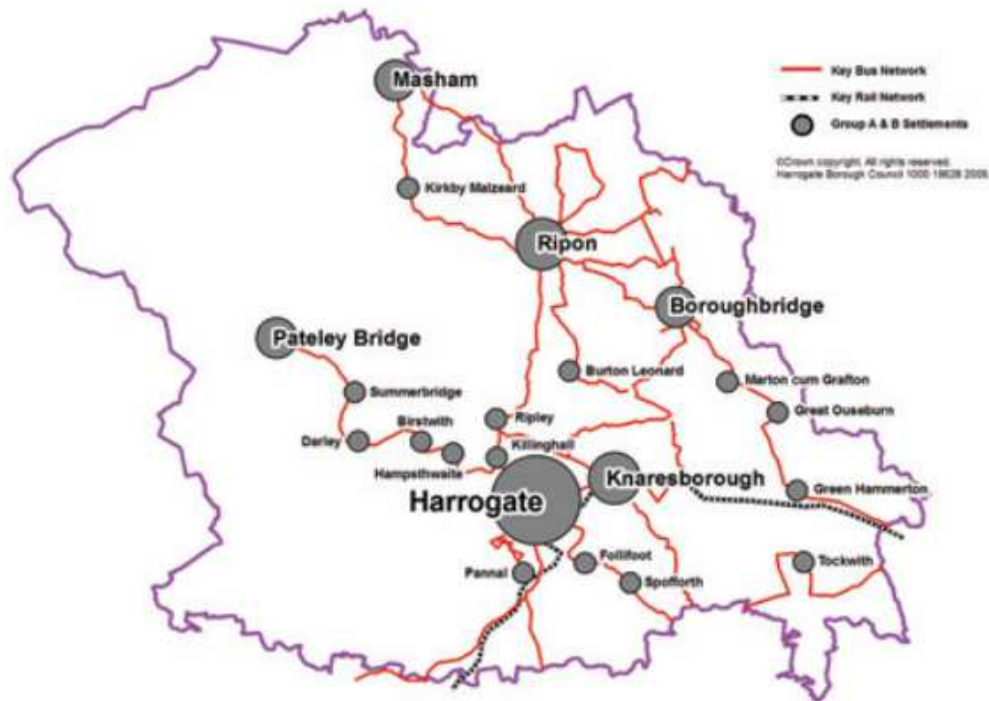 Masham
Key Bus Network
Key Rail Network
Group A & B Settlements
©Crown copyright. All rights reserved.
Harrogate Borough Council 1000 19628 2008
Kirkby Malzeard
Ripon
Boroughbridge
Pateley Bridge
Burton Leonard
Marton cum Grafton
Summerbridge
Great Ouseburn
Birstwith
Ripley
Darley
Killinghall
Hampsthwaite
Knaresborough
Harrogate
Green Hammerton
Follifoot
Tockwith
Pannal
Spofforth